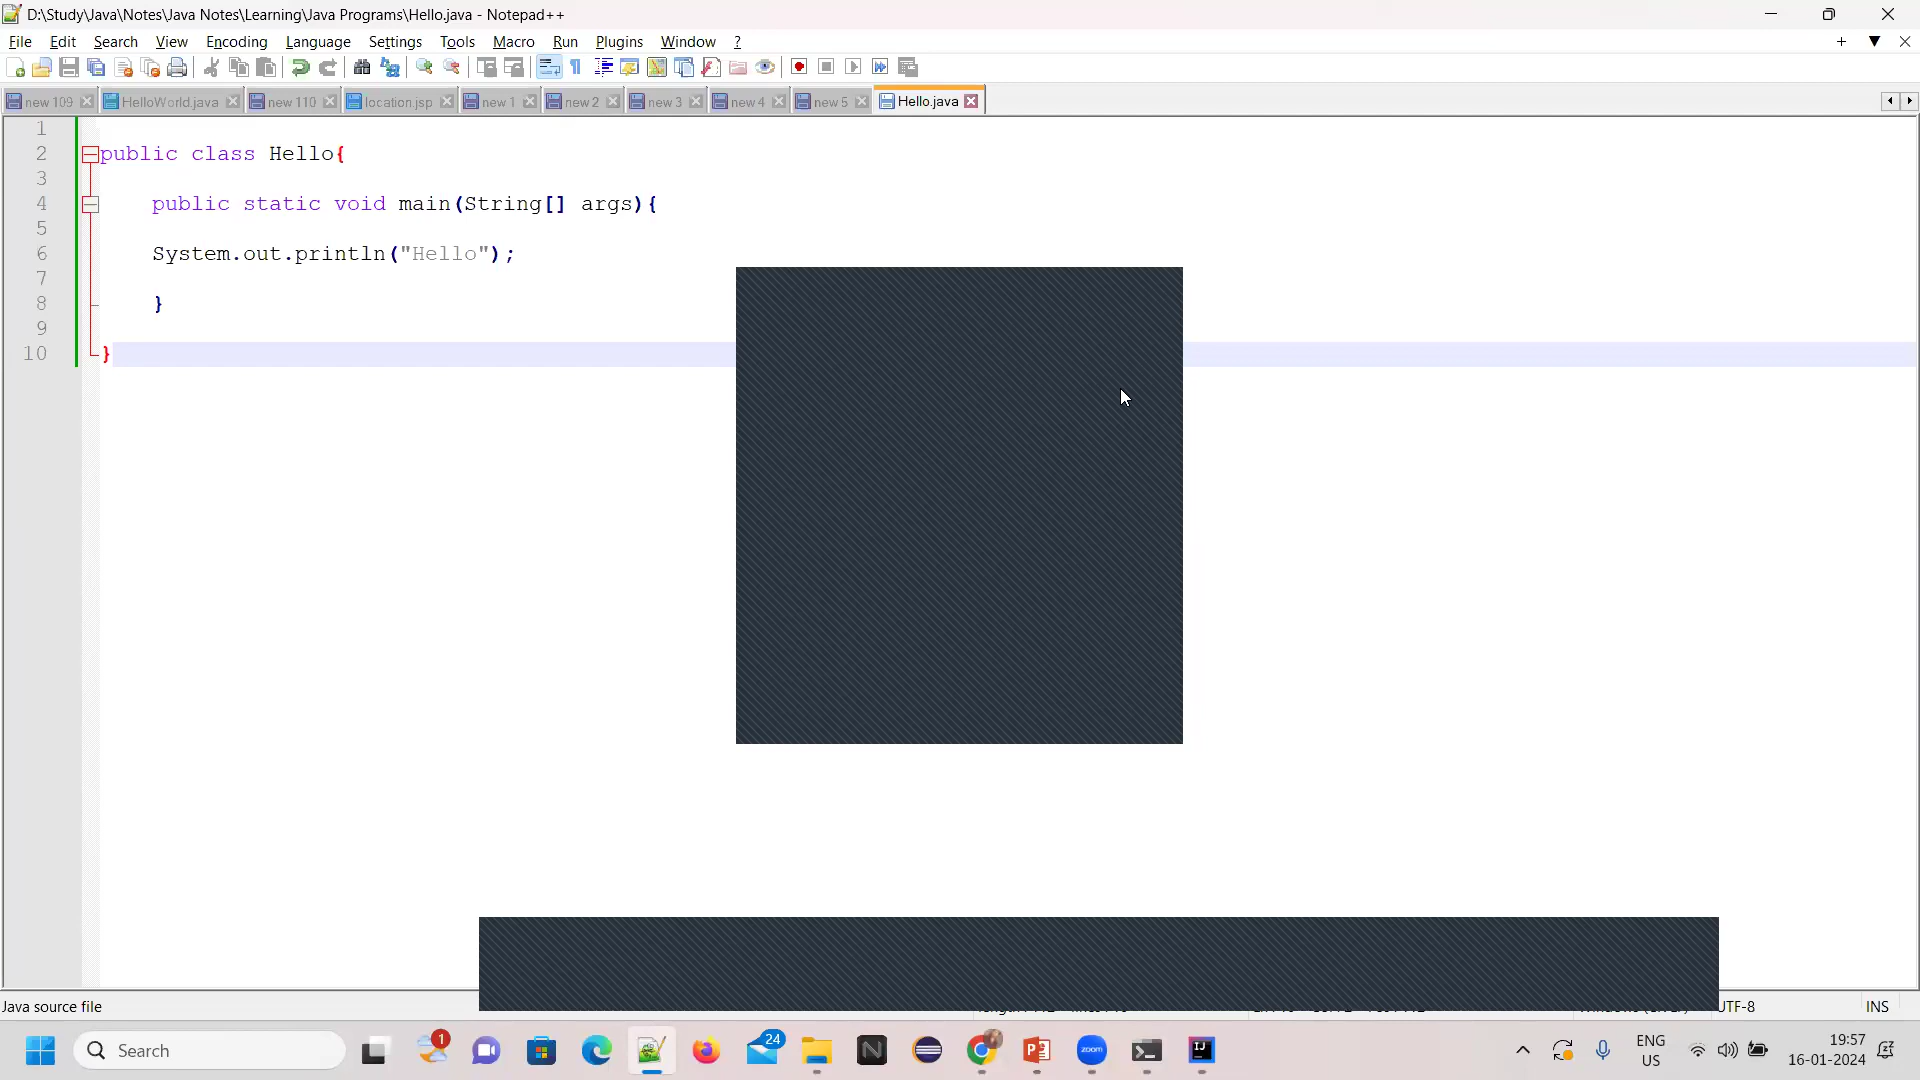 D:\Study\Java\Notes\Java Notes\Learning\Java Programs\Hello.java - Notepad++
File Edit Search View Encoding Language Settings Tools Macro Run Plugins Window ?
new 109 HelloWorld.java new 110 location.jsp new 1 new 2 new 3 new 4 new 5 Hello.java
1
2 public class Hello{
3
4 public static void main(String[] args){
5
6 System.out.println("Hello");
7
8 }
9
10 }
Java source file UTF-8 INS
Search 1 24 N zoom IJ ENG US 19:57 16-01-2024